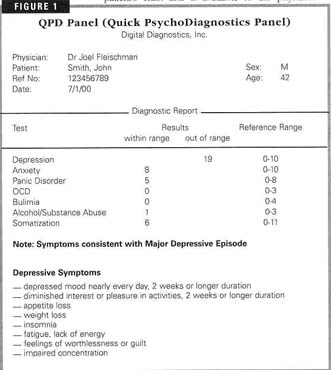 FIGURE 1
QPD Panel (Quick PsychoDiagnostics Panel)
Digital Diagnostics, Inc.
Physician: Dr Joel Fleischman
Patient: Smith, John Sex: M
Ref No: 123456789 Age: 42
Date: 7/1/00
Diagnostic Report
Test Results Reference Range
within range out of range
Depression 19 0-10
Anxiety 8 0-10
Panic Disorder 5 0-8
OCD 0 0-3
Bulimia 0 0-4
Alcohol/Substance Abuse 1 0-3
Somatization 6 0-11
Note: Symptoms consistent with Major Depressive Episode
Depressive Symptoms
— depressed mood nearly every day, 2 weeks or longer duration
— diminished interest or pleasure in activities, 2 weeks or longer duration
— appetite loss
— weight loss
— insomnia
— fatigue, lack of energy
— feelings of worthlessness or guilt
— impaired concentration